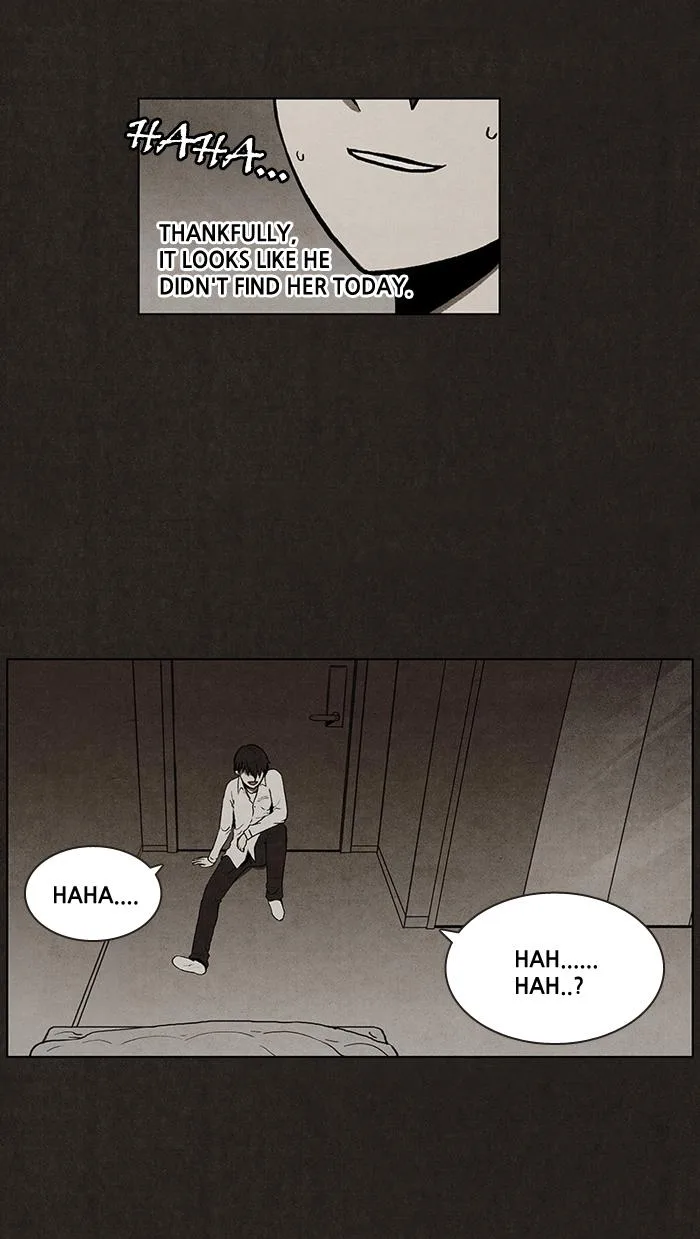 HAHA...
THANKFULLY,
IT LOOKS LIKE HE
DIDN'T FIND HER TODAY.
HAHA....
HAH......
HAH..?